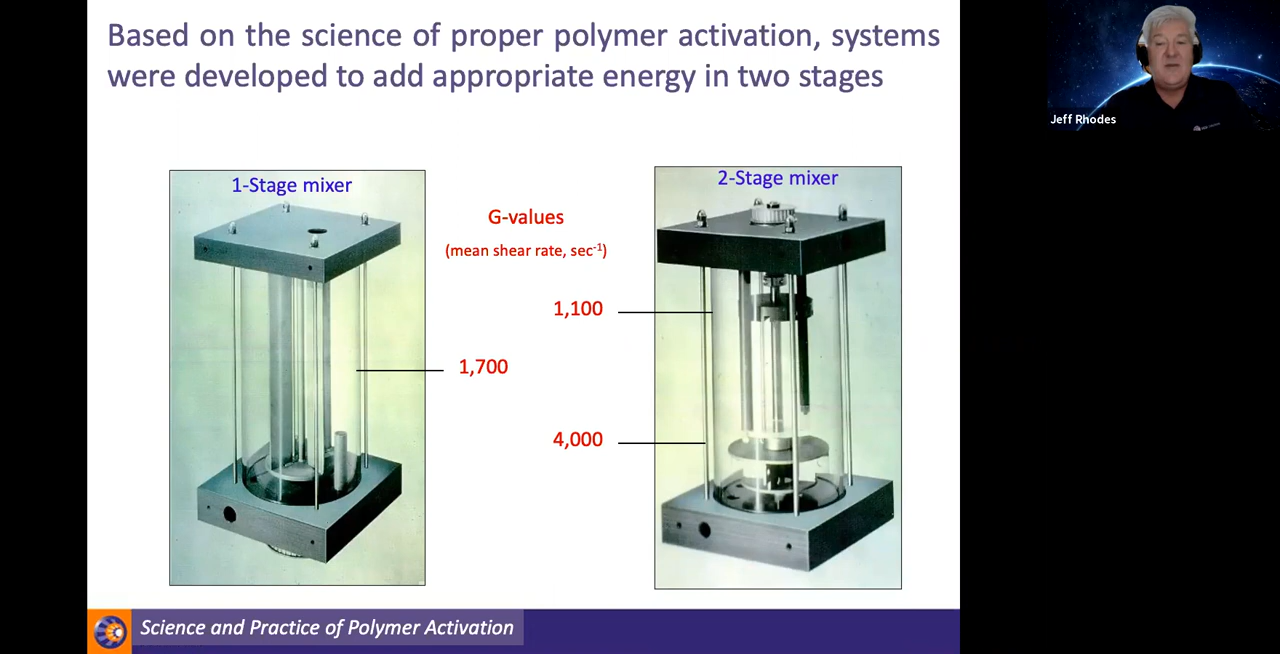 Based on the science of proper polymer activation, systems
were developed to add appropriate energy in two stages
Jeff Rhodes
1-Stage mixer
2-Stage mixer
G-values
(mean shear rate, sec⁻¹)
1,100
1,700
4,000
Science and Practice of Polymer Activation